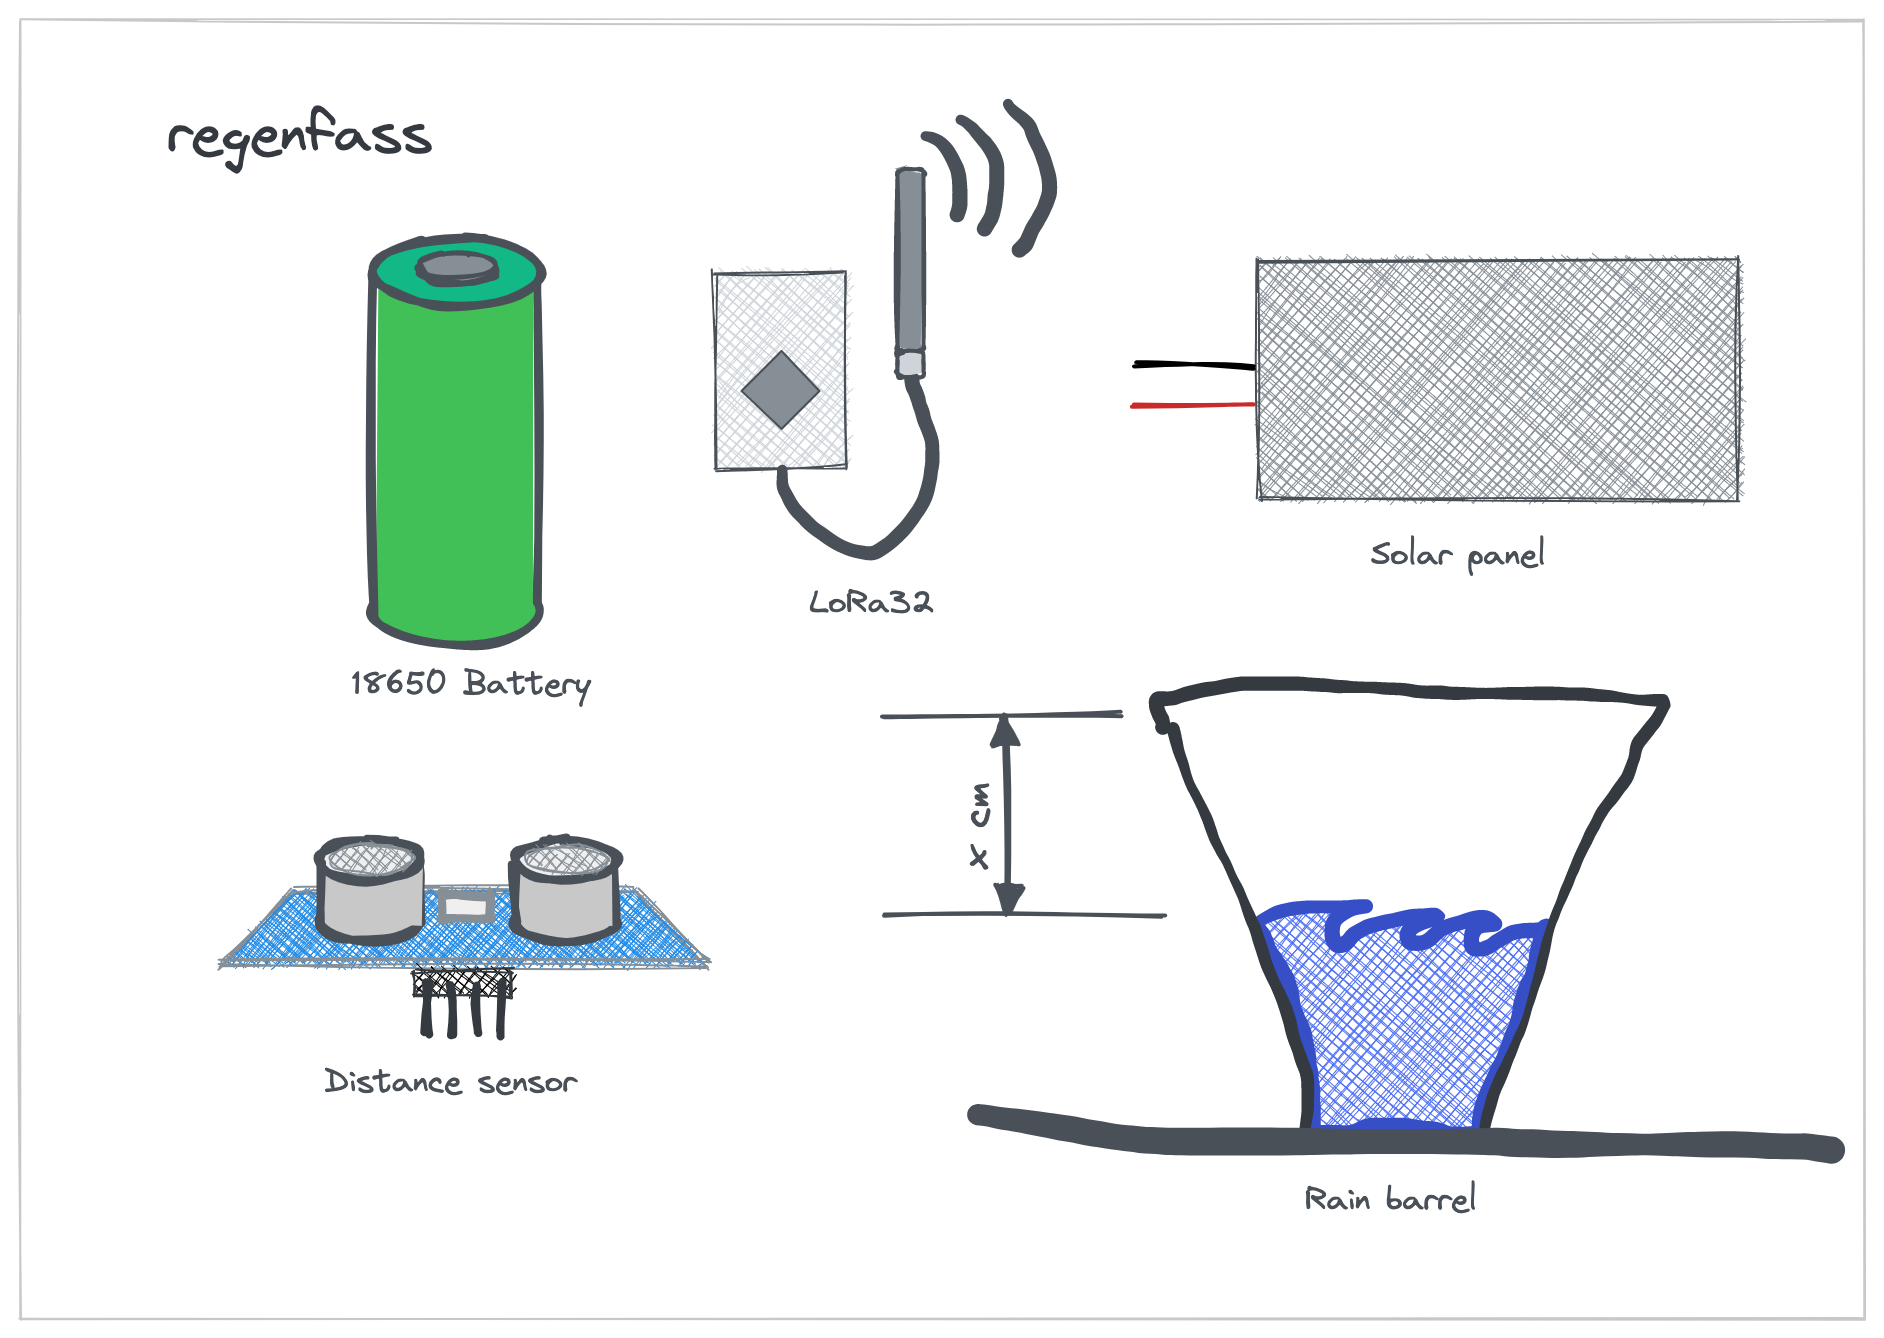 regenfass
LoRa32
Solar panel
18650 Battery
x cm
Distance sensor
Rain barrel